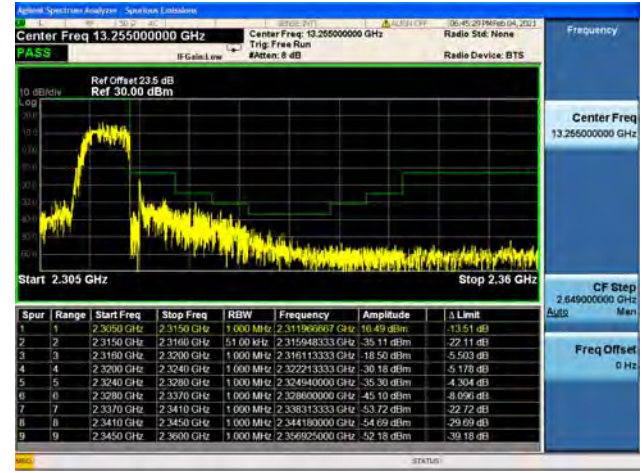 Agilent Spectrum Analyzer - Spurious Emissions
RF 50 Ω AC SENSE:INT ALIGN OFF 06:45:29 PM Feb 04, 2021
Center Freq 13.255000000 GHz Center Freq: 13.255000000 GHz Radio Std: None Frequency
Trig: Free Run
PASS IFGain:Low #Atten: 8 dB Radio Device: BTS
Ref Offset 23.5 dB
10 dB/div Ref 30.00 dBm
Log
Center Freq
13.255000000 GHz
Start 2.305 GHz Stop 2.36 GHz
CF Step
2.649000000 GHz
Auto Man
Spur Range Start Freq Stop Freq RBW Frequency Amplitude Δ Limit
1 1 2.3050 GHz 2.3150 GHz 1.000 MHz 2.311966667 GHz 16.49 dBm -13.51 dB
2 2 2.3150 GHz 2.3160 GHz 51.00 kHz 2.315948333 GHz -35.11 dBm -22.11 dB
3 3 2.3160 GHz 2.3200 GHz 1.000 MHz 2.316113333 GHz -18.50 dBm -5.503 dB
4 4 2.3200 GHz 2.3240 GHz 1.000 MHz 2.322213333 GHz -30.18 dBm -5.178 dB
5 5 2.3240 GHz 2.3280 GHz 1.000 MHz 2.324940000 GHz -35.30 dBm -4.304 dB
6 6 2.3280 GHz 2.3370 GHz 1.000 MHz 2.328600000 GHz -45.10 dBm -8.096 dB
7 7 2.3370 GHz 2.3410 GHz 1.000 MHz 2.338313333 GHz -53.72 dBm -22.72 dB
8 8 2.3410 GHz 2.3450 GHz 1.000 MHz 2.344180000 GHz -54.69 dBm -29.69 dB
9 9 2.3450 GHz 2.3600 GHz 1.000 MHz 2.356925000 GHz -52.18 dBm -39.18 dB
Freq Offset
0 Hz
MSG STATUS